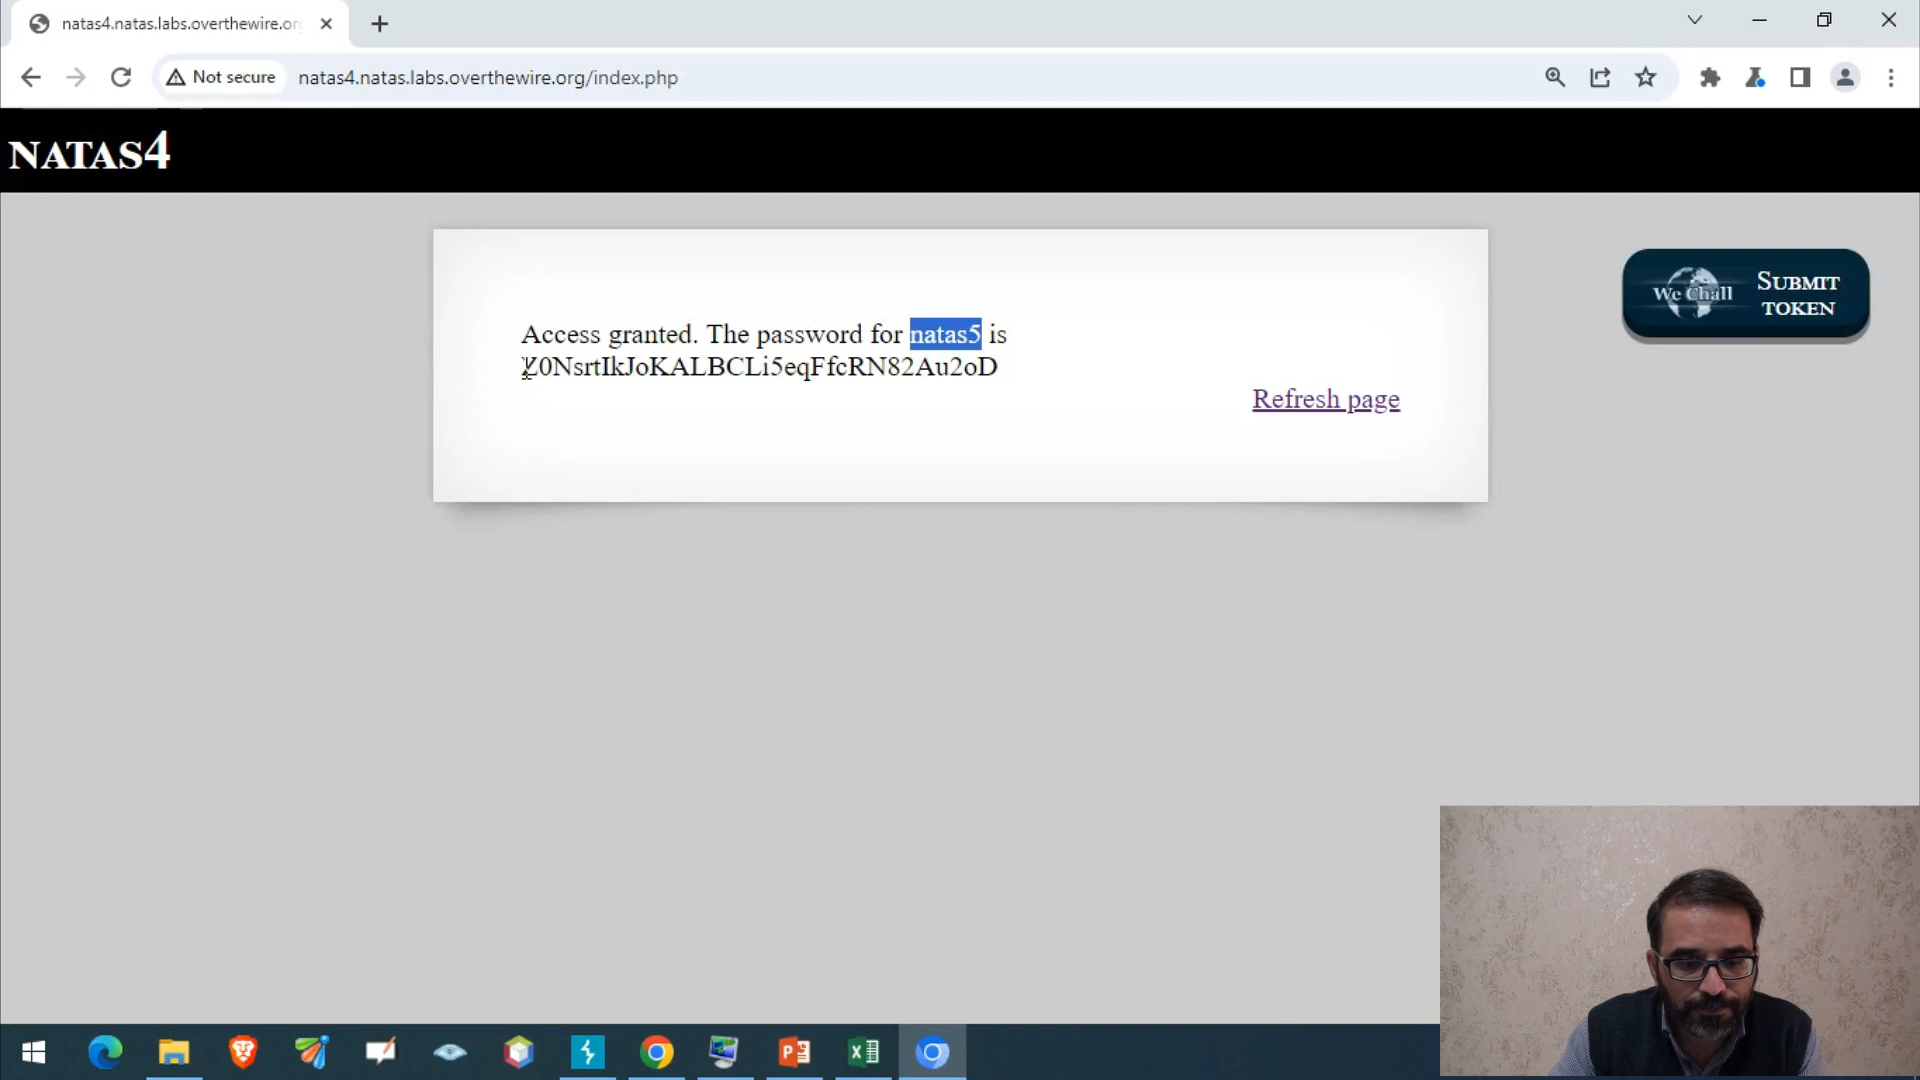 natas4.natas.labs.overthewire.or
Not secure
natas4.natas.labs.overthewire.org/index.php
NATAS4
Access granted. The password for natas5 is
Z0NsrtIkJoKALBCLi5eqFfcRN82Au2oD
Refresh page
We Chall
SUBMIT
TOKEN